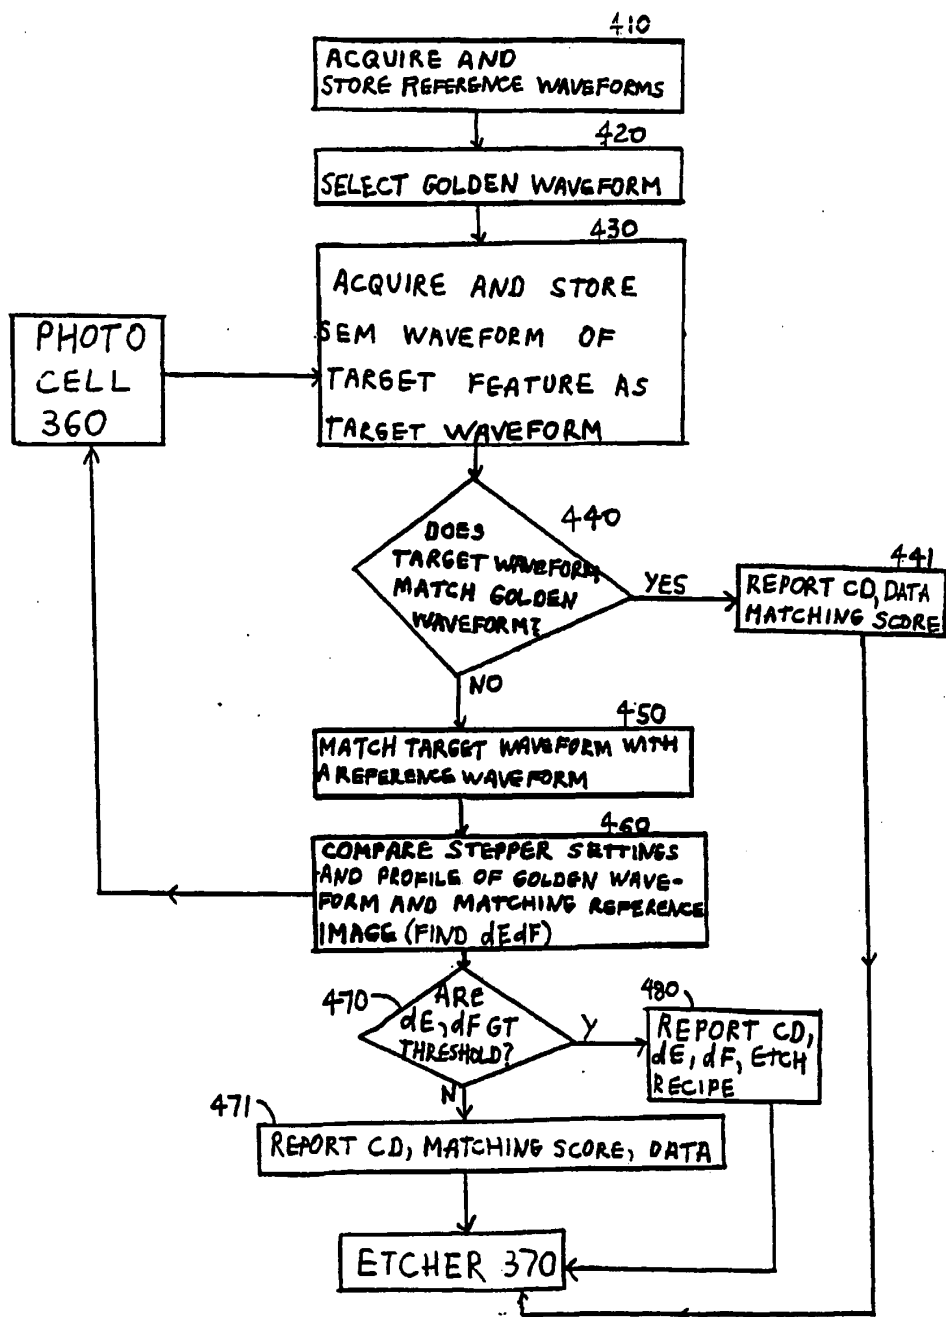 410
ACQUIRE AND
STORE REFERENCE WAVEFORMS
420
SELECT GOLDEN WAVEFORM
430
ACQUIRE AND STORE
SEM WAVEFORM OF
TARGET FEATURE AS
TARGET WAVEFORM
PHOTO
CELL
360
440
DOES
TARGET WAVEFORM
MATCH GOLDEN
WAVEFORM?
YES
441
REPORT CD, DATA
MATCHING SCORE
NO
450
MATCH TARGET WAVEFORM WITH
A REFERENCE WAVEFORM
460
COMPARE STEPPER SETTINGS
AND PROFILE OF GOLDEN WAVE-
FORM AND MATCHING REFERENCE
IMAGE (FIND dEdF)
470
ARE
dE, dF GT
THRESHOLD?
Y
480
REPORT CD,
dE, dF, ETCH
RECIPE
N
471
REPORT CD, MATCHING SCORE, DATA
ETCHER 370